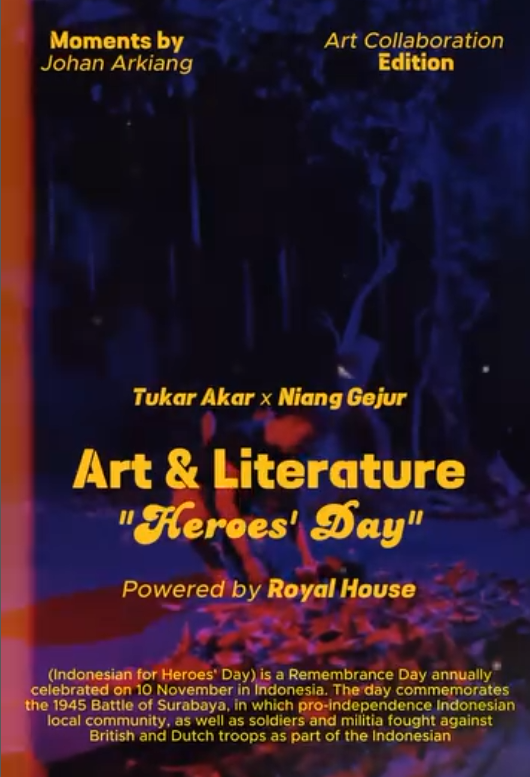 Moments by
Johan Arkiang
Art Collaboration
Edition
Tukar Akar x Niang Gejur
Art & Literature
"Heroes' Day"
Powered by Royal House
(Indonesian for Heroes' Day) is a Remembrance Day annually
celebrated on 10 November in Indonesia. The day commemorates
the 1945 Battle of Surabaya, in which pro-independence Indonesian
local community, as well as soldiers and militia fought against
British and Dutch troops as part of the Indonesian